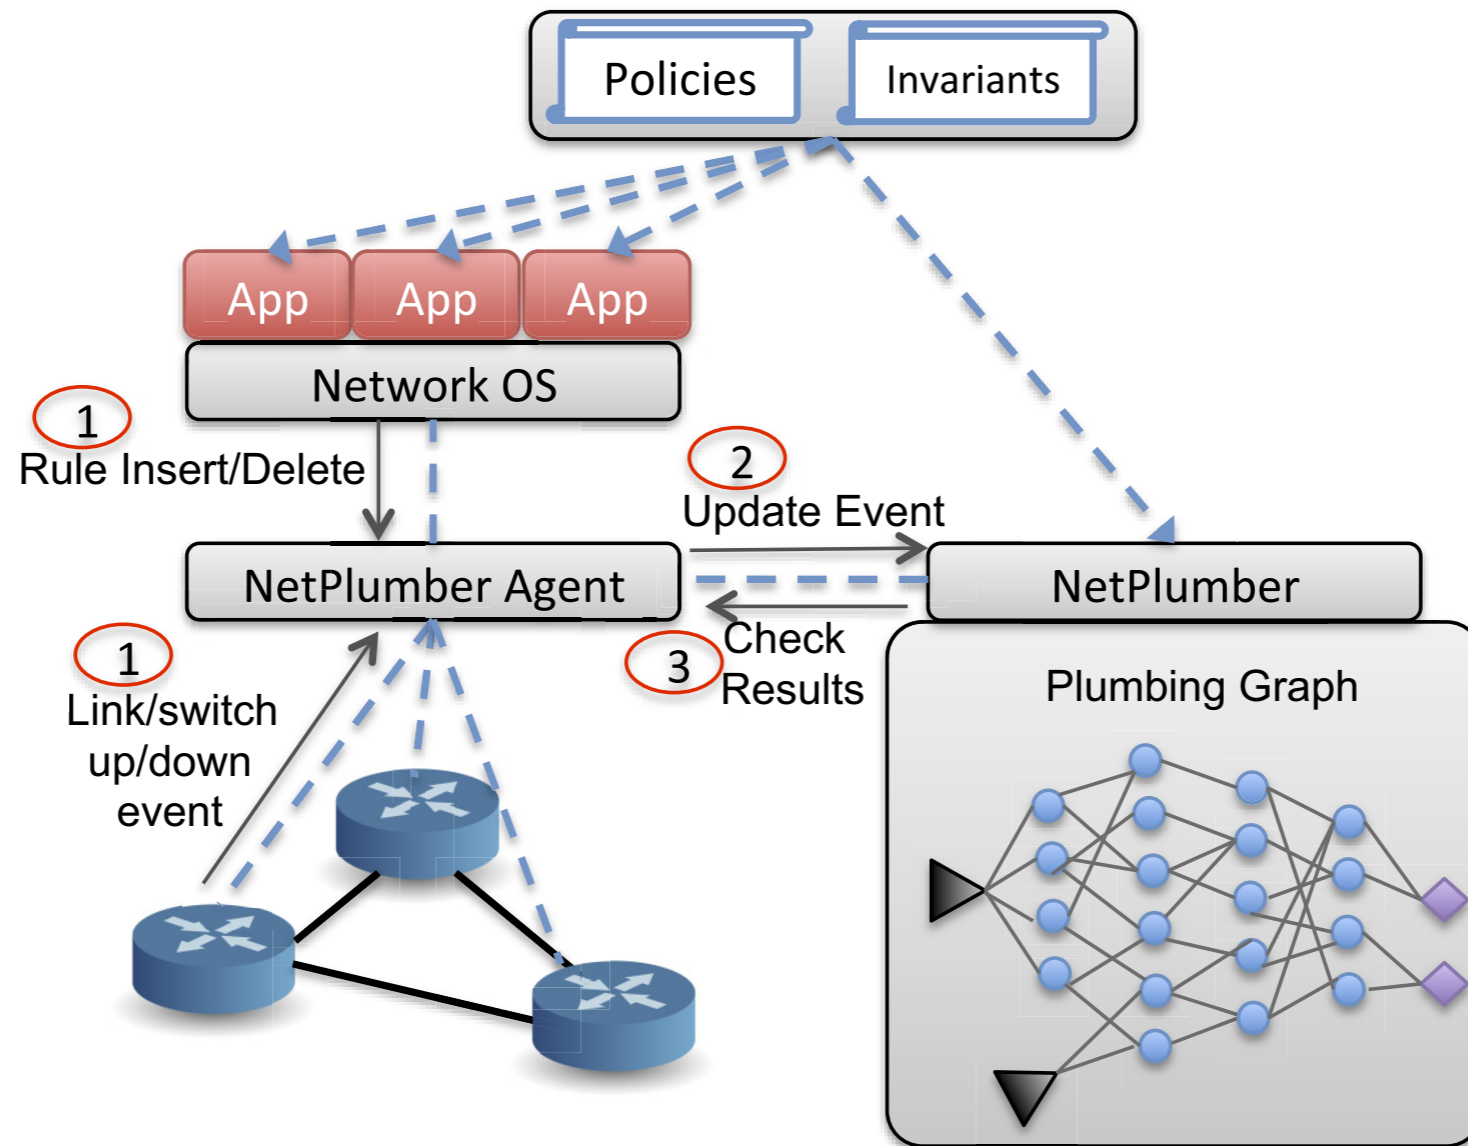 Policies
Invariants
App
App
App
Network OS
1
Rule Insert/Delete
2
Update Event
NetPlumber Agent
NetPlumber
1
Link/switch
up/down
event
3
Check
Results
Plumbing Graph